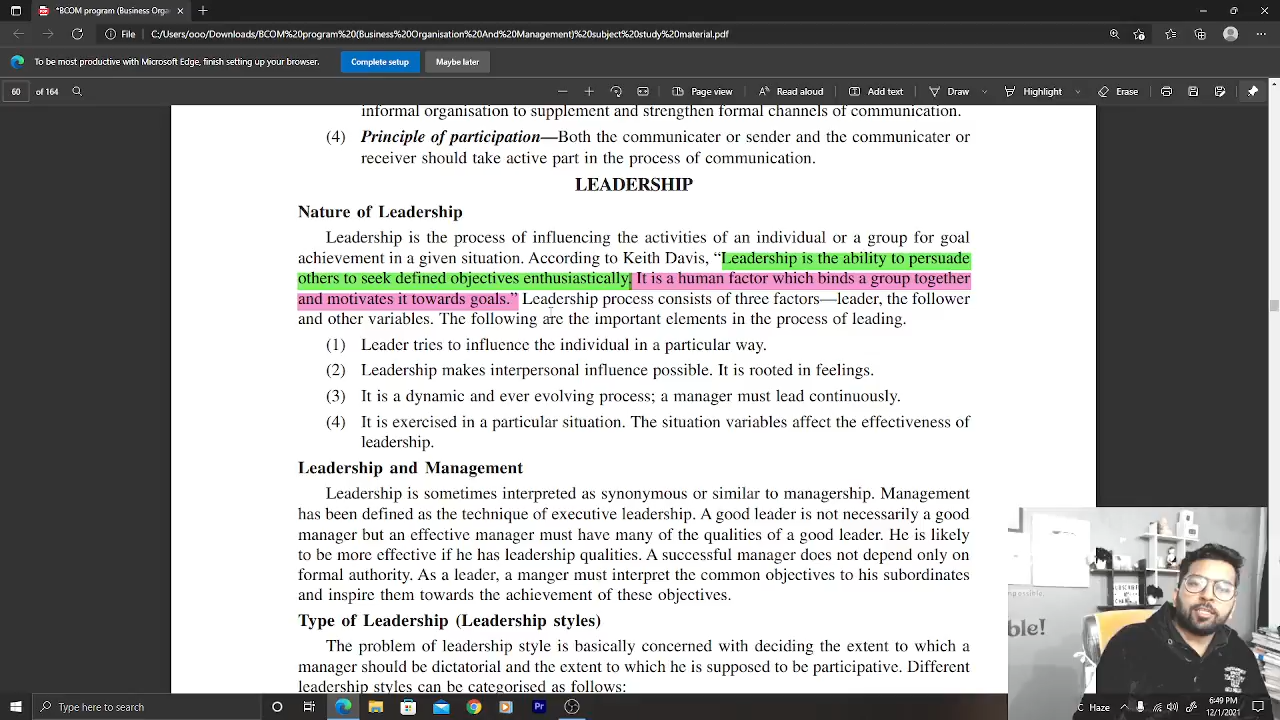 *BCOM program (Business Orga
File
C:/Users/ooo/Downloads/BCOM%20program%20(Business%20Organisation%20And%20Management)%20subject%20study%20material.pdf
To be most productive with Microsoft Edge, finish setting up your browser.
Complete setup
Maybe later
60 of 164
Page view
Read aloud
Add text
Draw
Highlight
Erase
informal organisation to supplement and strengthen formal channels of communication.
(4) Principle of participation—Both the communicater or sender and the communicater or
receiver should take active part in the process of communication.
LEADERSHIP
Nature of Leadership
Leadership is the process of influencing the activities of an individual or a group for goal
achievement in a given situation. According to Keith Davis, “Leadership is the ability to persuade
others to seek defined objectives enthusiastically. It is a human factor which binds a group together
and motivates it towards goals.” Leadership process consists of three factors—leader, the follower
and other variables. The following are the important elements in the process of leading.
(1) Leader tries to influence the individual in a particular way.
(2) Leadership makes interpersonal influence possible. It is rooted in feelings.
(3) It is a dynamic and ever evolving process; a manager must lead continuously.
(4) It is exercised in a particular situation. The situation variables affect the effectiveness of
leadership.
Leadership and Management
Leadership is sometimes interpreted as synonymous or similar to managership. Management
has been defined as the technique of executive leadership. A good leader is not necessarily a good
manager but an effective manager must have many of the qualities of a good leader. He is likely
to be more effective if he has leadership qualities. A successful manager does not depend only on
formal authority. As a leader, a manger must interpret the common objectives to his subordinates
and inspire them towards the achievement of these objectives.
Type of Leadership (Leadership styles)
The problem of leadership style is basically concerned with deciding the extent to which a
manager should be dictatorial and the extent to which he is supposed to be participative. Different
leadership styles can be categorised as follows:
ble!
Type here to search
Pr
Haze
6:49 PM
12/1/2021